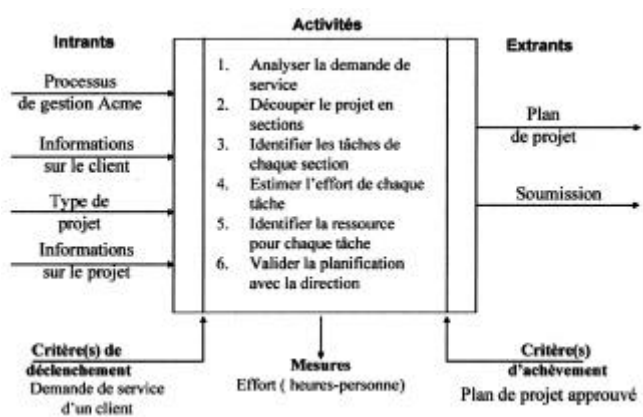 Activités
Intrants
Extrants
Processus
de gestion Acme
Informations
sur le client
Type de
projet
Informations
sur le projet
1. Analyser la demande de
service
2. Découper le projet en
sections
3. Identifier les tâches de
chaque section
4. Estimer l'effort de chaque
tâche
5. Identifier la ressource
pour chaque tâche
6. Valider la planification
avec la direction
Plan
de projet
Soumission
Critère(s) de
déclenchement
Demande de service
d'un client
Mesures
Effort ( heures-personne)
Critère(s)
d'achèvement
Plan de projet approuvé